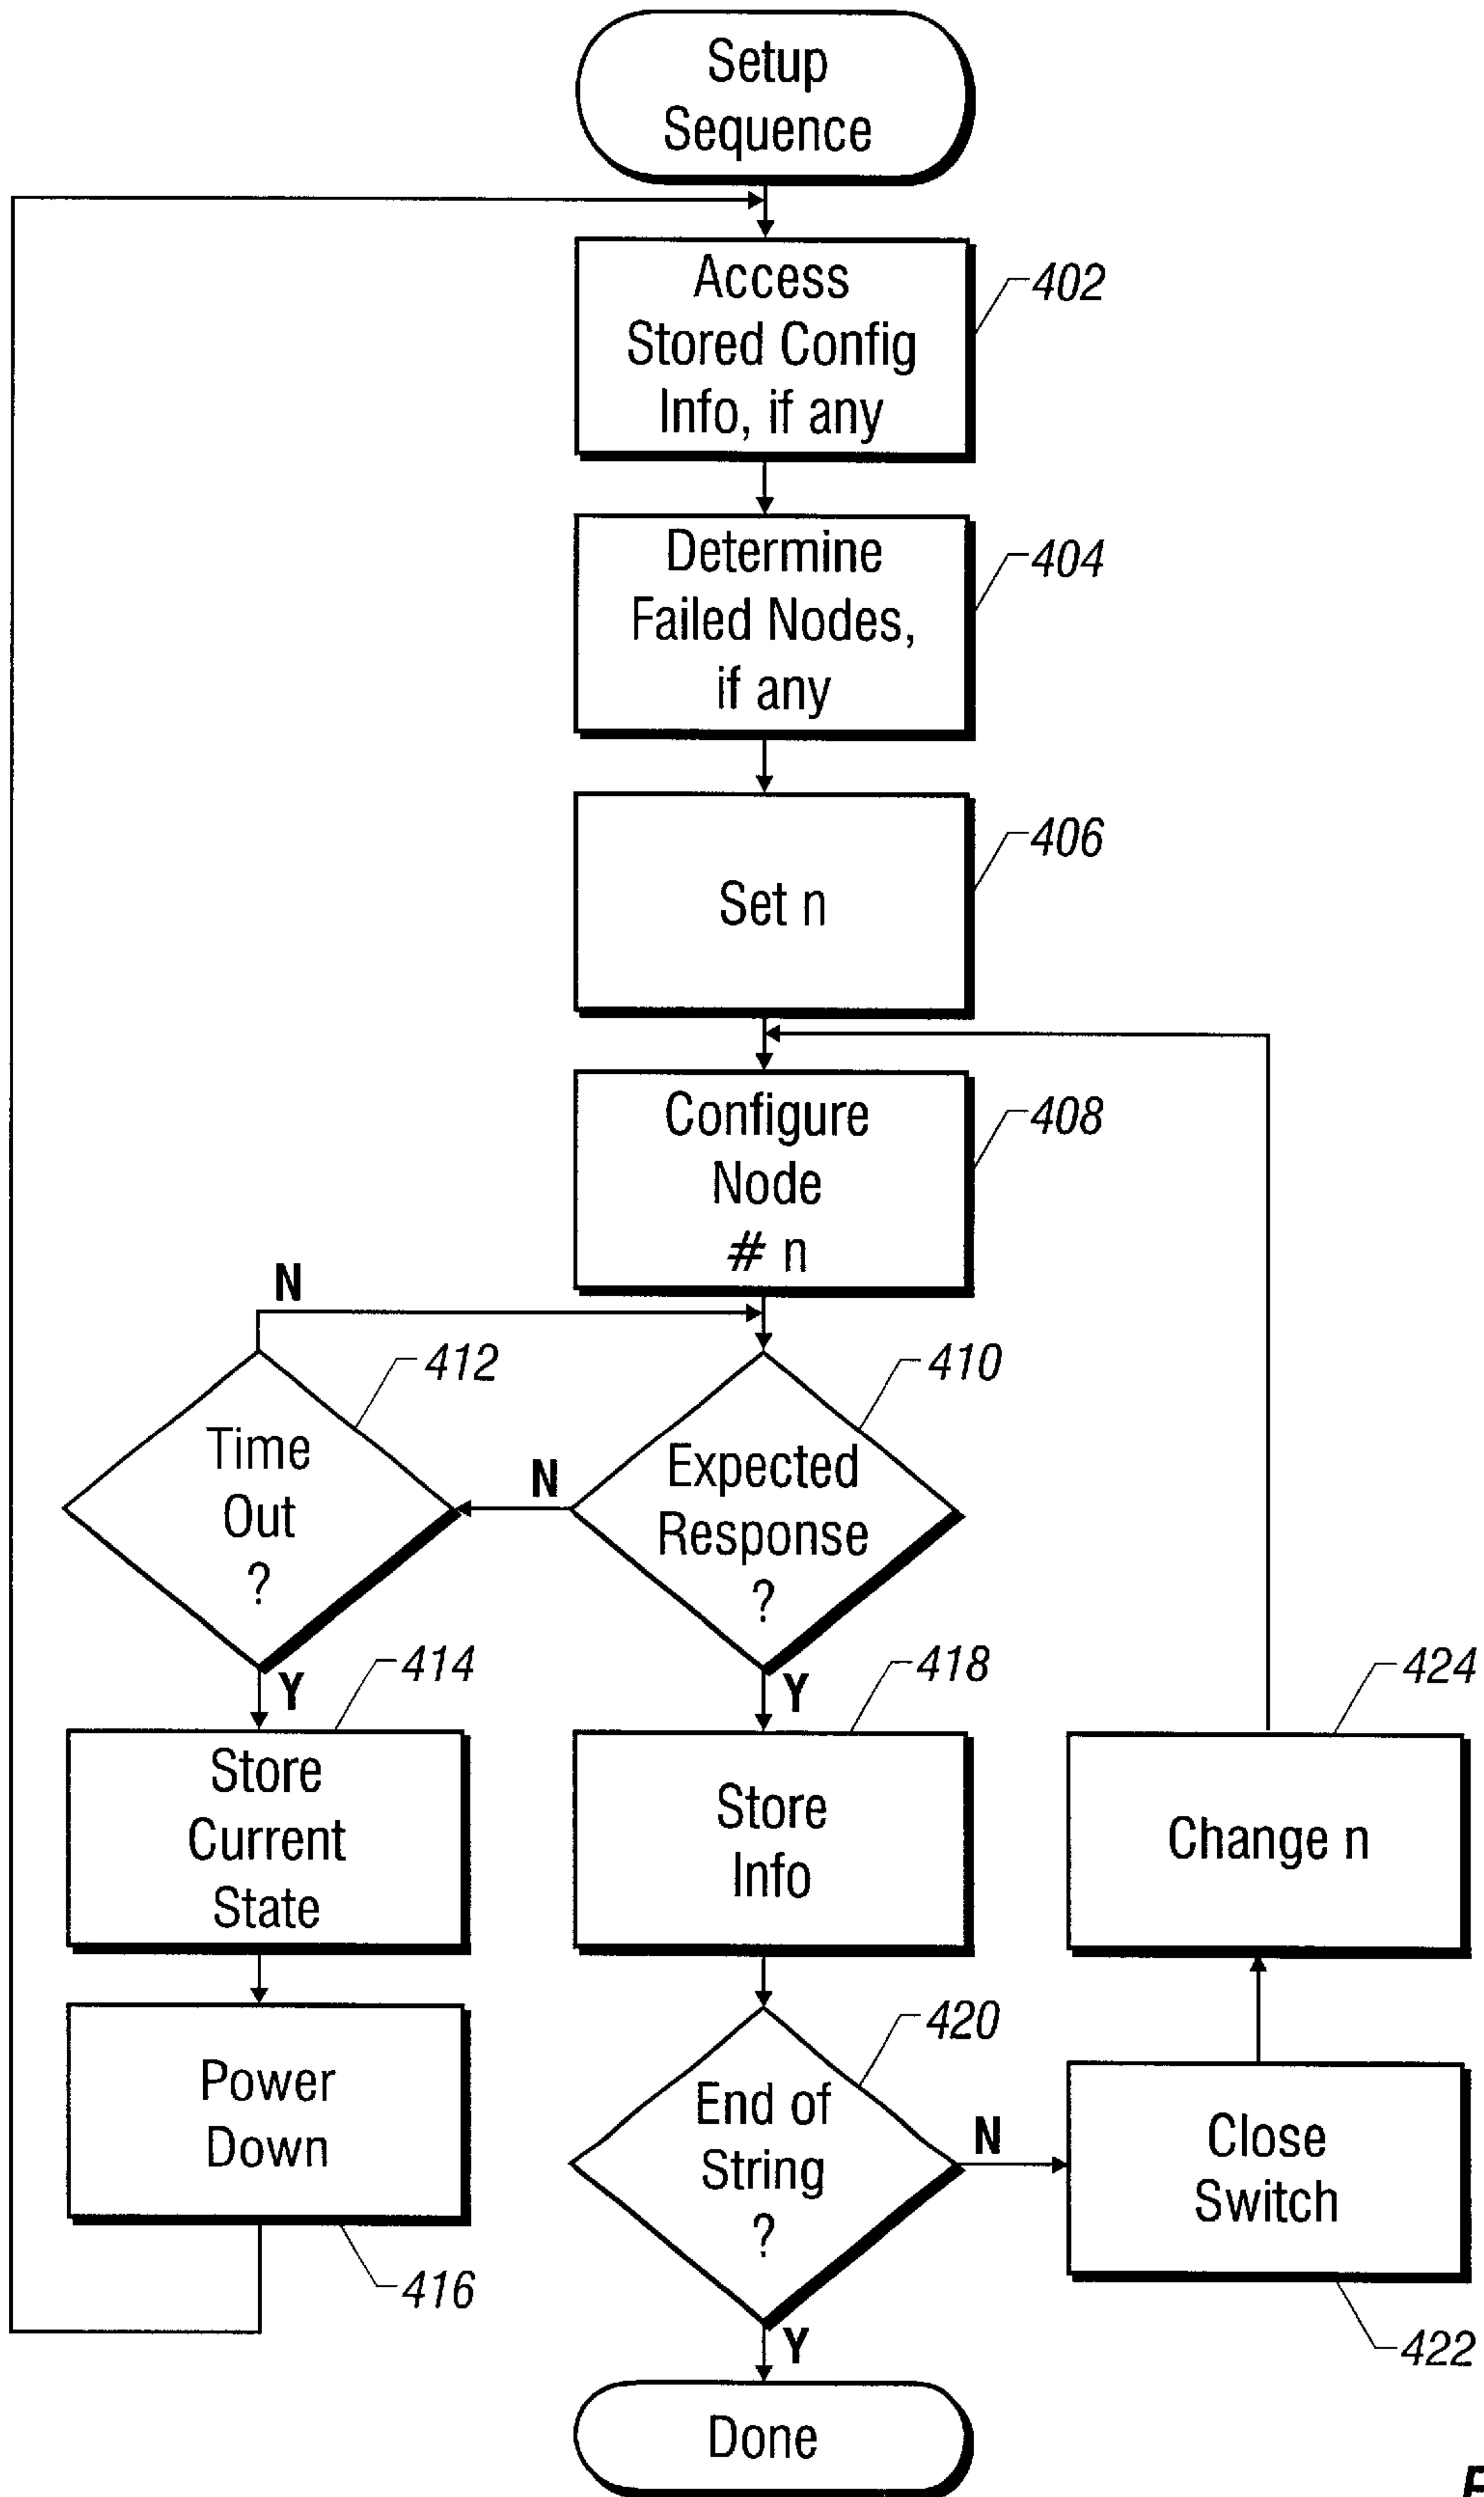 Setup
Sequence
Access
Stored Config
Info, if any
402
Determine
Failed Nodes,
if any
404
Set n
406
Configure
Node
# n
408
N
412
410
Time
Out
?
N
Expected
Response
?
Y
414
Y
418
424
Store
Current
State
Store
Info
Change n
420
Power
Down
End of
String
?
N
Close
Switch
416
422
Y
Done